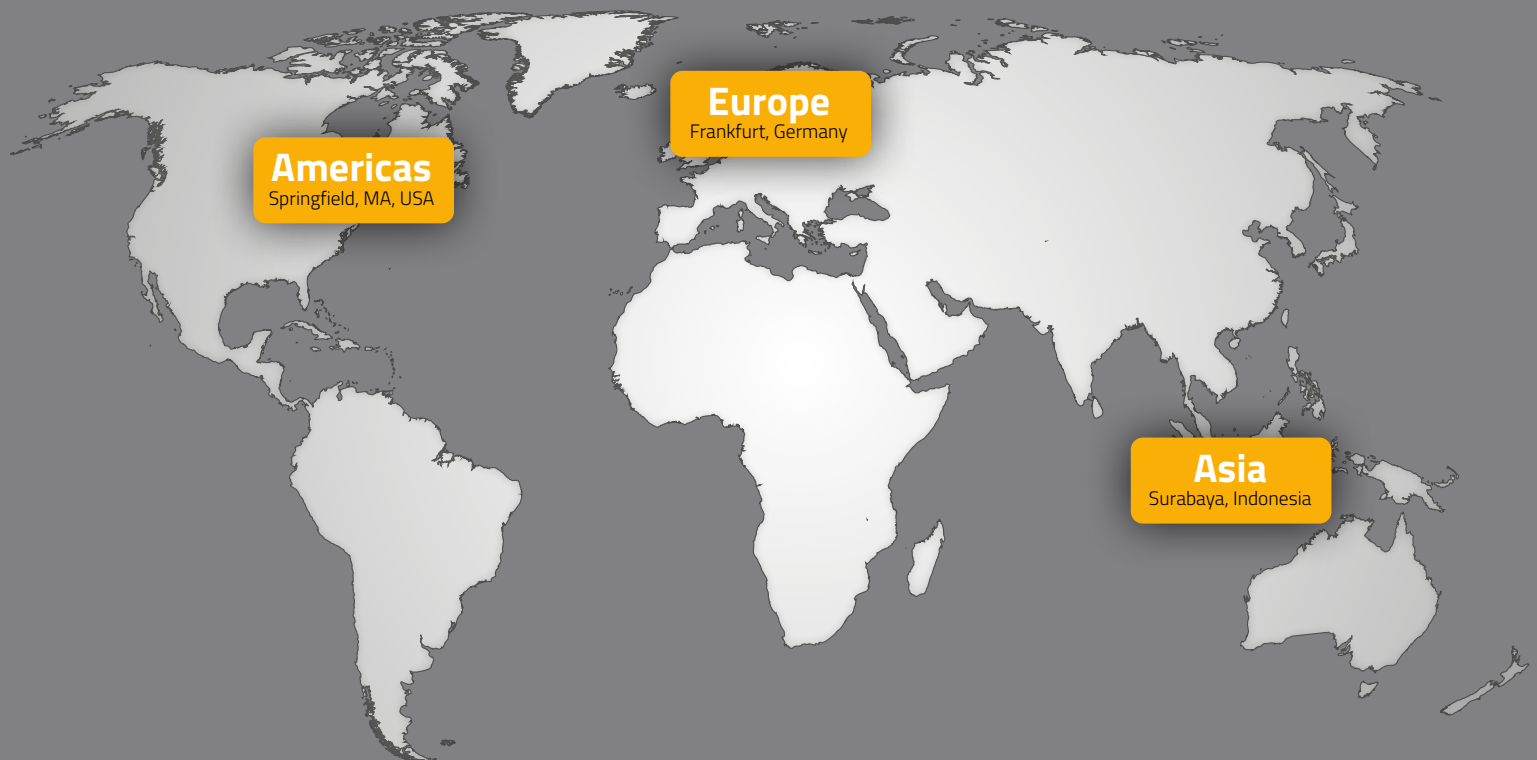 Europe
Frankfurt, Germany
Americas
Springfield, MA, USA
Asia
Surabaya, Indonesia